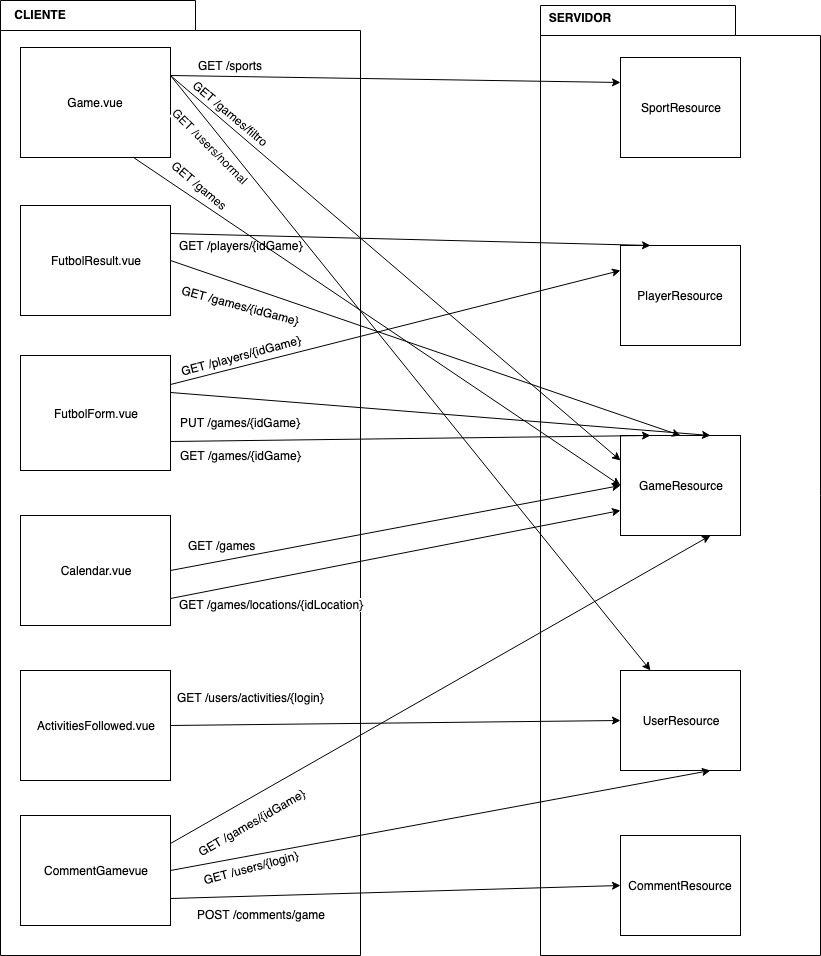 CLIENTE
SERVIDOR
Game.vue
GET /sports
GET /games/filtro
GET /users/normal
GET /games
SportResource
FutbolResult.vue
GET /players/{idGame}
GET /games/{idGame}
PlayerResource
FutbolForm.vue
GET /players/{idGame}
PUT /games/{idGame}
GET /games/{idGame}
GameResource
Calendar.vue
GET /games
GET /games/locations/{idLocation}
ActivitiesFollowed.vue
GET /users/activities/{login}
UserResource
CommentGamevue
GET /games/{idGame}
GET /users/{login}
POST /comments/game
CommentResource